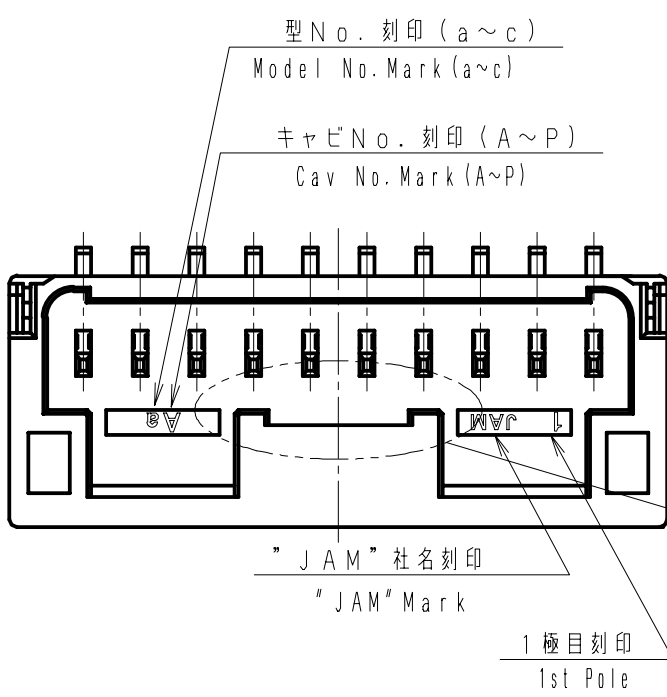 型No.刻印(a~c)
Model No.Mark(a~c)
キャビNo.刻印(A~P)
Cav No.Mark(A~P)
Aa
JAM
1
"JAM"社名刻印
"JAM"Mark
1極目刻印
1st Pole